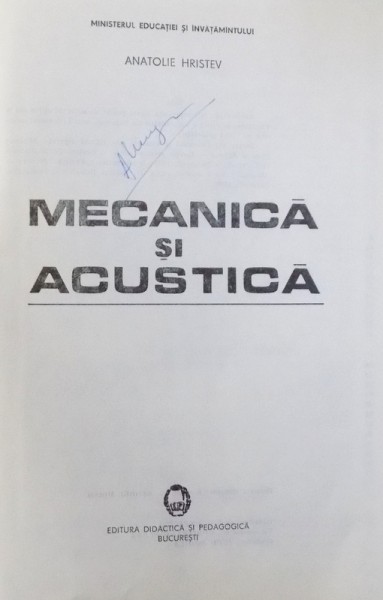 MINISTERUL EDUCAȚIEI ȘI ÎNVĂȚĂMÎNTULUI
ANATOLIE HRISTEV
MECANICĂ
ȘI
ACUSTICĂ
EDITURA DIDACTICĂ ȘI PEDAGOGICĂ
BUCUREȘTI